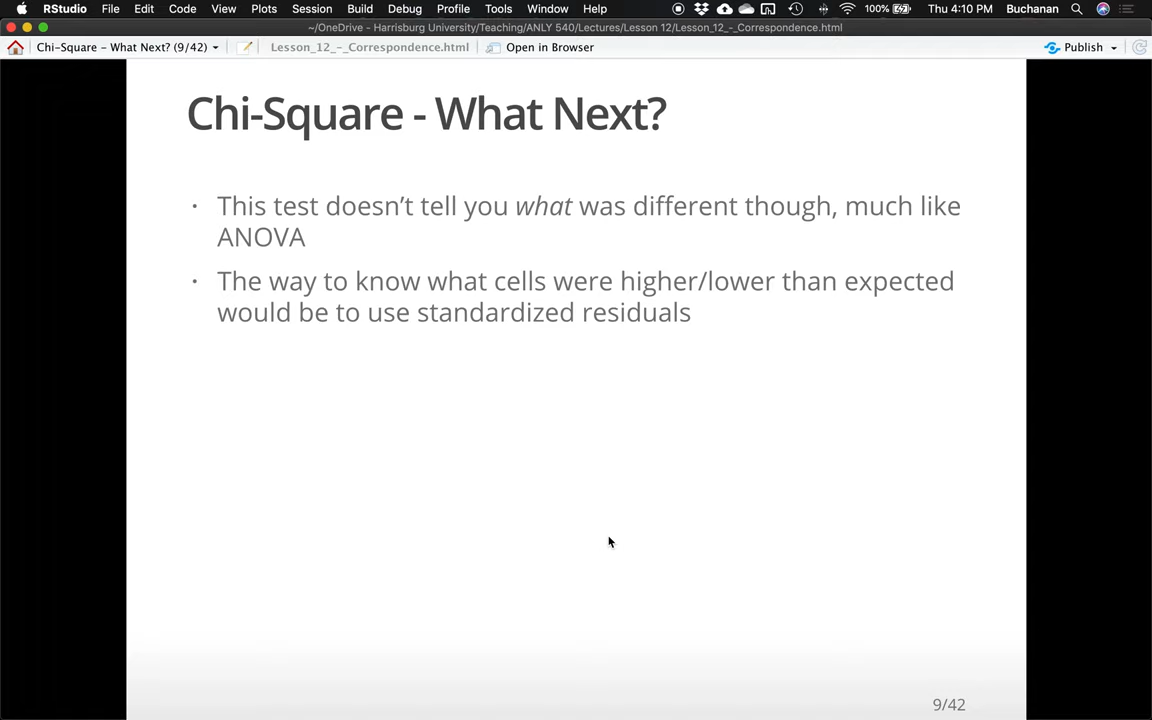 RStudio File Edit Code View Plots Session Build Debug Profile Tools Window Help 100% Thu 4:10 PM Buchanan
~/OneDrive - Harrisburg University/Teaching/ANLY 540/Lectures/Lesson 12/Lesson_12_-_Correspondence.html
Chi-Square - What Next? (9/42) Lesson_12_-_Correspondence.html Open in Browser Publish
Chi-Square - What Next?
• This test doesn't tell you what was different though, much like
ANOVA
• The way to know what cells were higher/lower than expected
would be to use standardized residuals
9/42